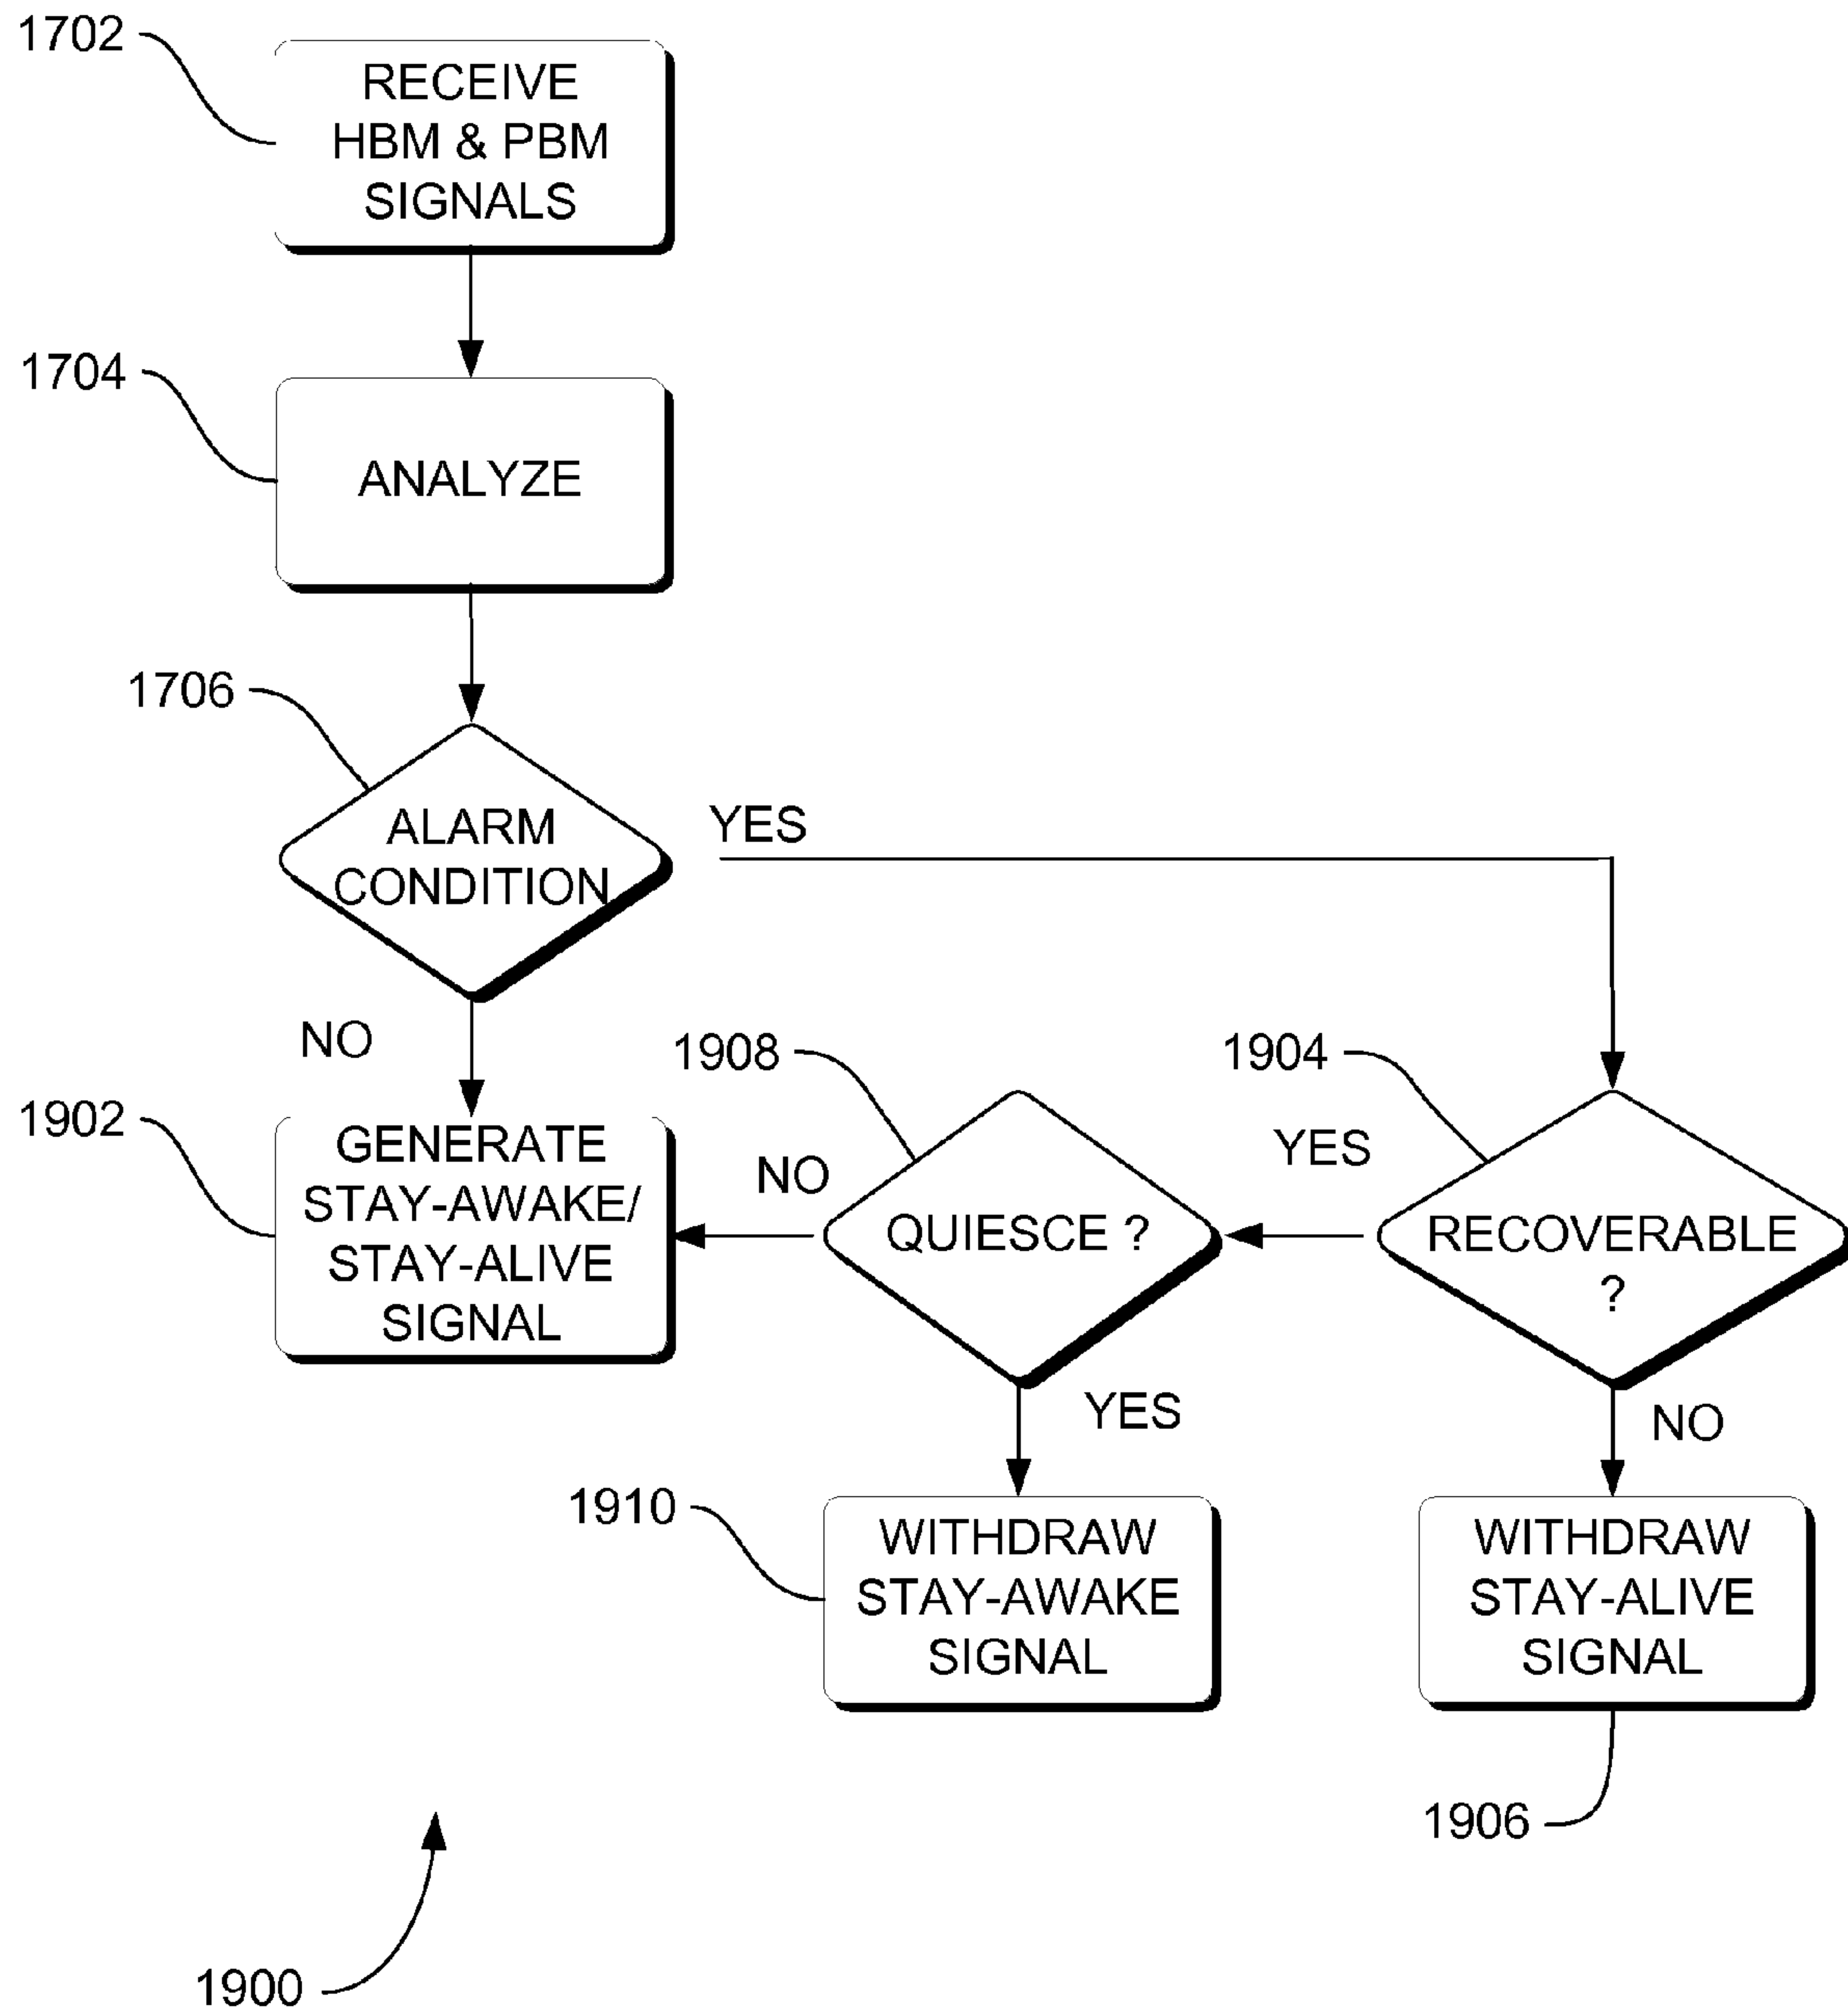 1702
RECEIVE
HBM & PBM
SIGNALS
1704
ANALYZE
1706
ALARM
CONDITION
YES
NO
1908
1904
1902
GENERATE
STAY-AWAKE/
STAY-ALIVE
SIGNAL
NO
QUIESCE ?
YES
RECOVERABLE
?
YES
NO
1910
WITHDRAW
STAY-AWAKE
SIGNAL
WITHDRAW
STAY-ALIVE
SIGNAL
1906
1900